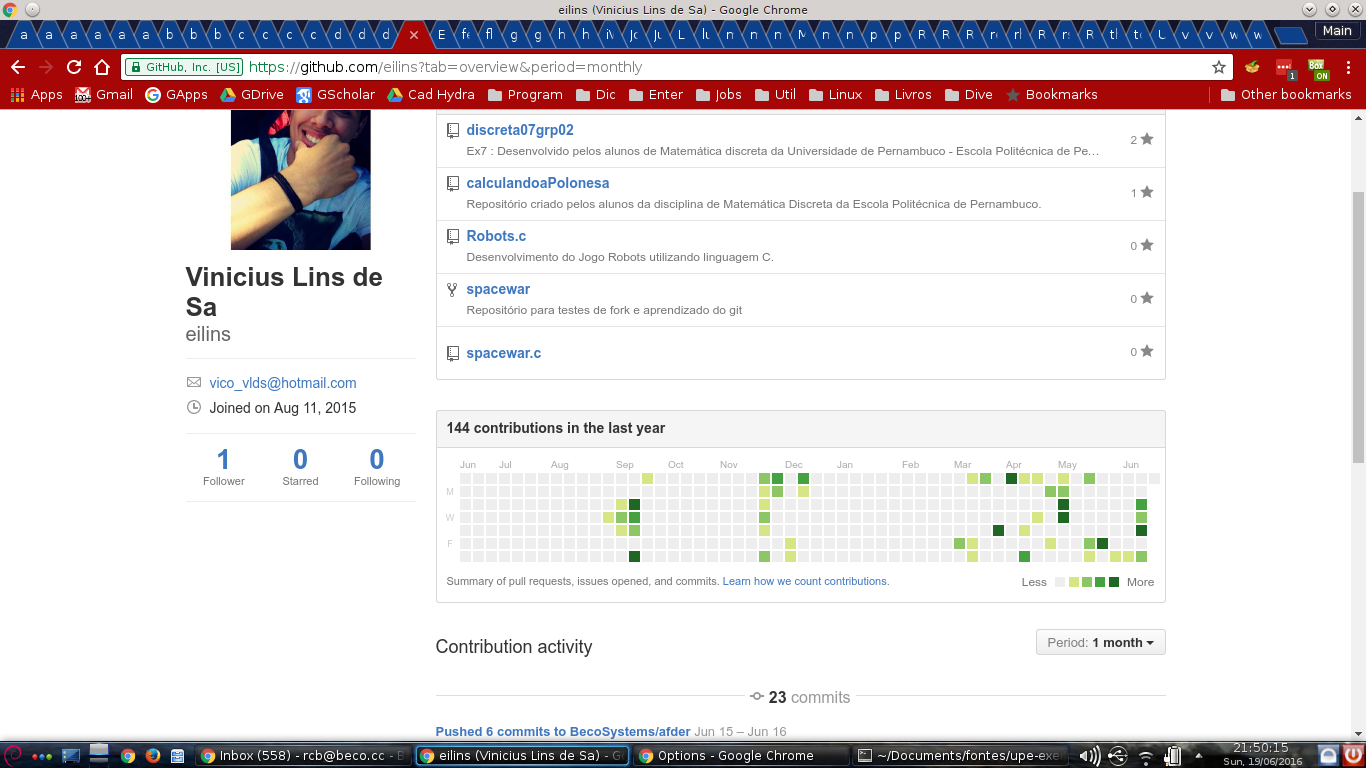 eilins (Vinicius Lins de Sa) - Google Chrome
a a a a a a b b b c c c d d d E g g h h L n n n n n p p R R R R v v w w Main
GitHub, Inc. [US] https://github.com/eilins?tab=overview&period=monthly 1 ON
Apps Gmail GApps GDrive GScholar Cad Hydra Program Dic Enter Jobs Util Linux Livros Dive Bookmarks Other bookmarks
discreta07grp02
2
Ex7 : Desenvolvido pelos alunos de Matemática discreta da Universidade de Pernambuco - Escola Politécnica de Pe…
calculandoaPolonesa
1
Repositório criado pelos alunos da disciplina de Matemática Discreta da Escola Politécnica de Pernambuco.
Robots.c
0
Desenvolvimento do Jogo Robots utilizando linguagem C.
spacewar
0
Repositório para testes de fork e aprendizado do git
spacewar.c
0
Vinicius Lins de
Sa
eilins
vico_vlds@hotmail.com
Joined on Aug 11, 2015
1 0 0
Follower Starred Following
144 contributions in the last year
Jun Jul Aug Sep Oct Nov Dec Jan Feb Mar Apr May Jun
M
W
F
Summary of pull requests, issues opened, and commits. Learn how we count contributions.
Less More
Contribution activity
Period: 1 month
23 commits
Pushed 6 commits to BecoSystems/afder Jun 15 – Jun 16
Inbox (558) - rcb@beco.cc - B
eilins (Vinicius Lins de Sa) - G
Options - Google Chrome
~/Documents/fontes/upe-exe
21:50:15
Sun, 19/06/2016